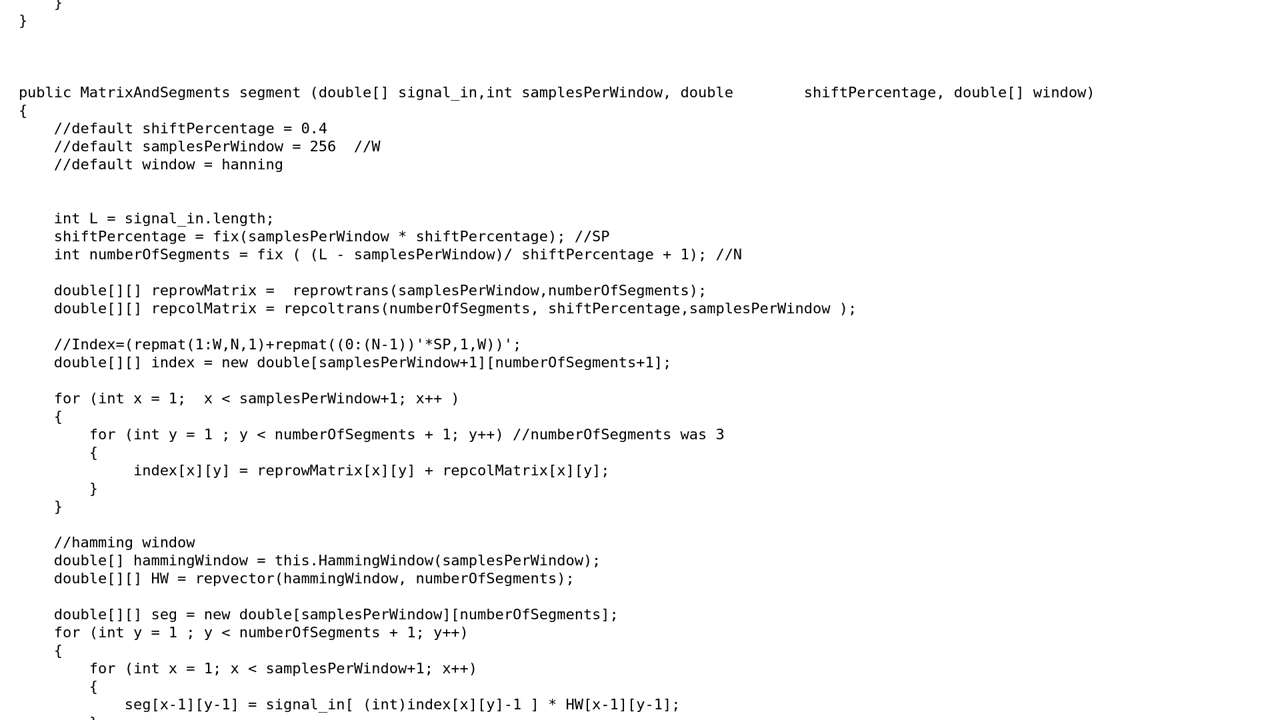 }
}
public MatrixAndSegments segment (double[] signal_in,int samplesPerWindow, double        shiftPercentage, double[] window)
{
    //default shiftPercentage = 0.4
    //default samplesPerWindow = 256  //W
    //default window = hanning
    int L = signal_in.length;
    shiftPercentage = fix(samplesPerWindow * shiftPercentage); //SP
    int numberOfSegments = fix ( (L - samplesPerWindow)/ shiftPercentage + 1); //N
    double[][] reprowMatrix =  reprowtrans(samplesPerWindow,numberOfSegments);
    double[][] repcolMatrix = repcoltrans(numberOfSegments, shiftPercentage,samplesPerWindow );
    //Index=(repmat(1:W,N,1)+repmat((0:(N-1))'*SP,1,W))';
    double[][] index = new double[samplesPerWindow+1][numberOfSegments+1];
    for (int x = 1;  x < samplesPerWindow+1; x++ )
    {
        for (int y = 1 ; y < numberOfSegments + 1; y++) //numberOfSegments was 3
        {
             index[x][y] = reprowMatrix[x][y] + repcolMatrix[x][y];
        }
    }
    //hamming window
    double[] hammingWindow = this.HammingWindow(samplesPerWindow);
    double[][] HW = repvector(hammingWindow, numberOfSegments);
    double[][] seg = new double[samplesPerWindow][numberOfSegments];
    for (int y = 1 ; y < numberOfSegments + 1; y++)
    {
        for (int x = 1; x < samplesPerWindow+1; x++)
        {
            seg[x-1][y-1] = signal_in[ (int)index[x][y]-1 ] * HW[x-1][y-1];
        }